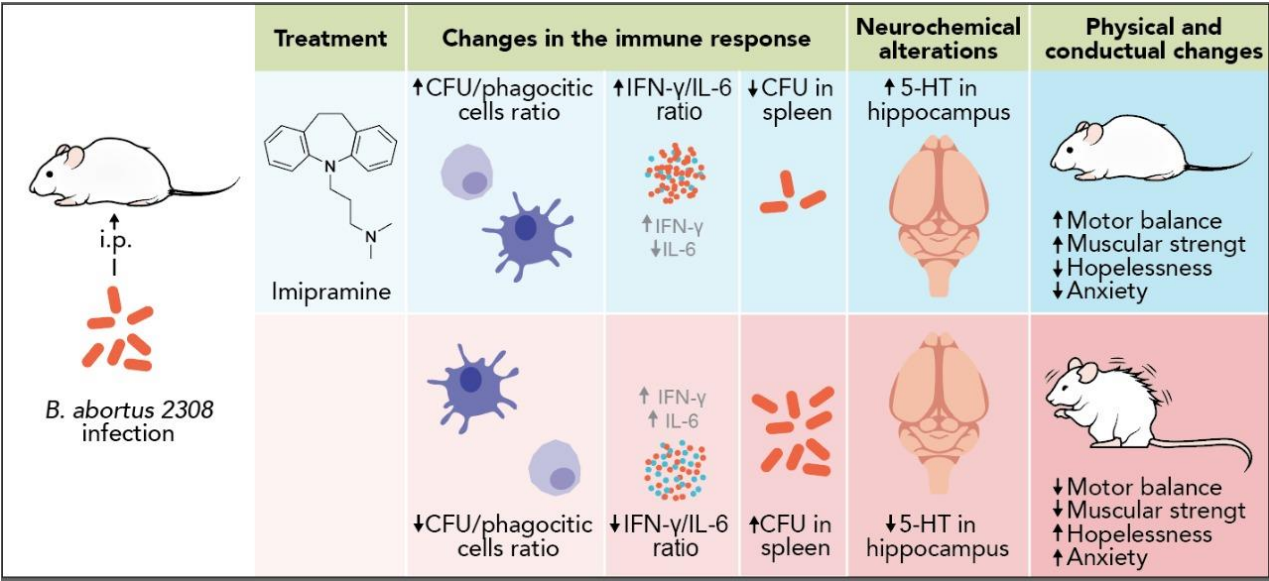 Treatment
Changes in the immune response
Neurochemical
alterations
Physical and
conductual changes
i.p.
B. abortus 2308
infection
N
N
Imipramine
↑CFU/phagocitic
cells ratio
↑IFN-γ/IL-6
ratio
↑IFN-γ
↓IL-6
↓CFU in
spleen
↑5-HT in
hippocampus
↑Motor balance
↑Muscular strengt
↓Hopelessness
↓Anxiety
↓CFU/phagocitic
cells ratio
↑ IFN-γ
↑ IL-6
↓IFN-γ/IL-6
ratio
↑CFU in
spleen
↓5-HT in
hippocampus
↓Motor balance
↓Muscular strengt
↑Hopelessness
↑Anxiety